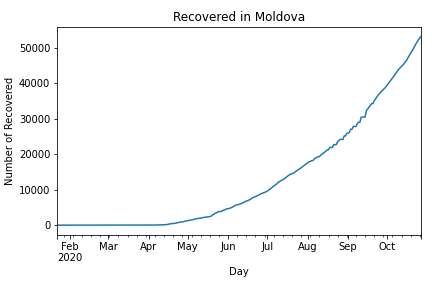 Recovered in Moldova
Number of Recovered
50000
40000
30000
20000
10000
0
Feb Mar Apr May Jun Jul Aug Sep Oct
2020
Day